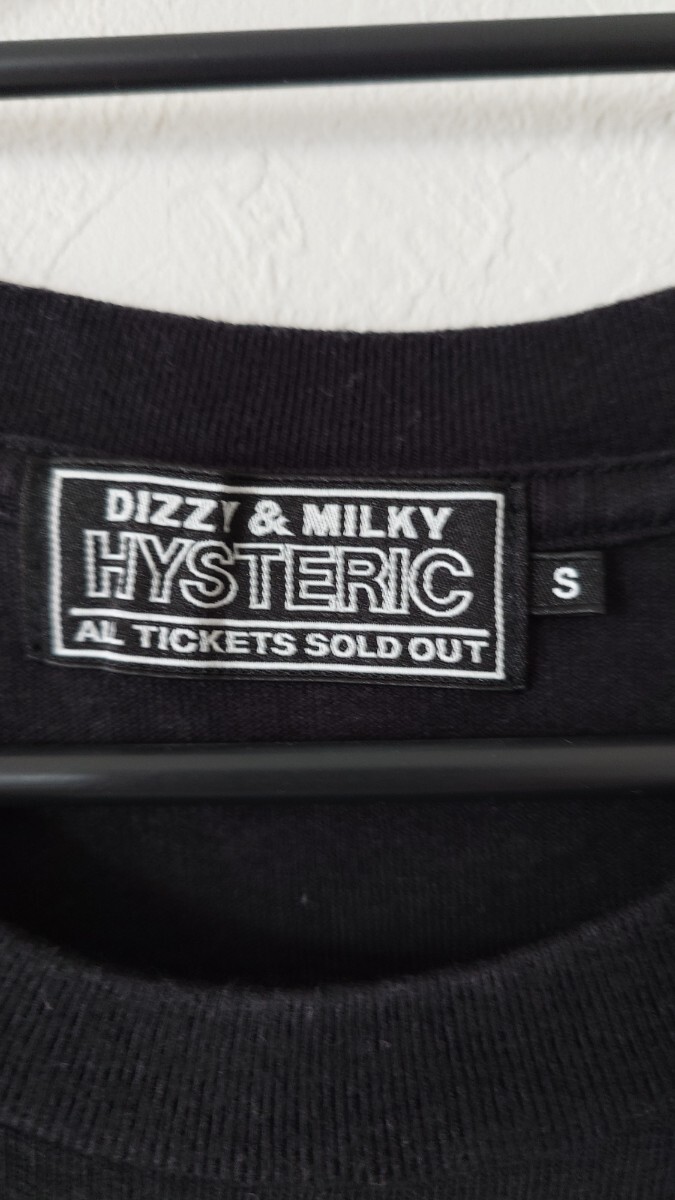 DIZZY & MILKY
HYSTERIC
AL TICKETS SOLD OUT
S